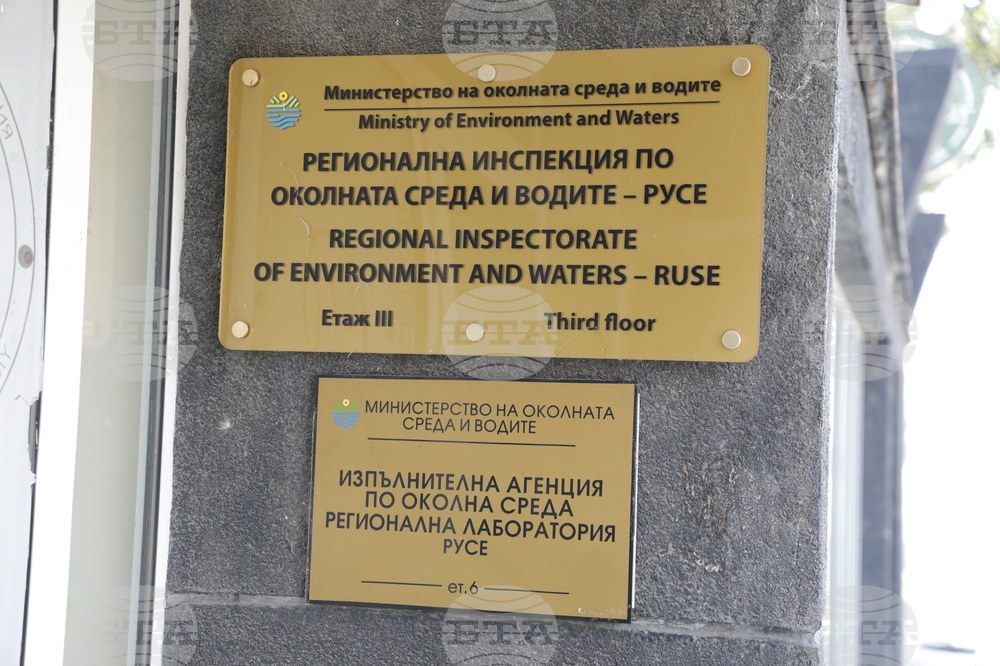 Министерство на околната среда и водите
Ministry of Environment and Waters
РЕГИОНАЛНА ИНСПЕКЦИЯ ПО
ОКОЛНАТА СРЕДА И ВОДИТЕ – РУСЕ
REGIONAL INSPECTORATE
OF ENVIRONMENT AND WATERS – RUSE
Етаж III Third floor
МИНИСТЕРСТВО НА ОКОЛНАТА
СРЕДА И ВОДИТЕ
ИЗПЪЛНИТЕЛНА АГЕНЦИЯ
ПО ОКОЛНА СРЕДА
РЕГИОНАЛНА ЛАБОРАТОРИЯ
РУСЕ
ет. 6
БТА